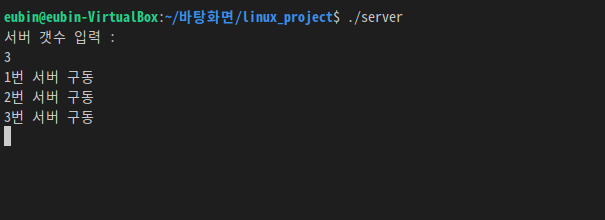 eubin@eubin-VirtualBox:~/바탕화면/linux_project$ ./server
서버 갯수 입력 :
3
1번 서버 구동
2번 서버 구동
3번 서버 구동